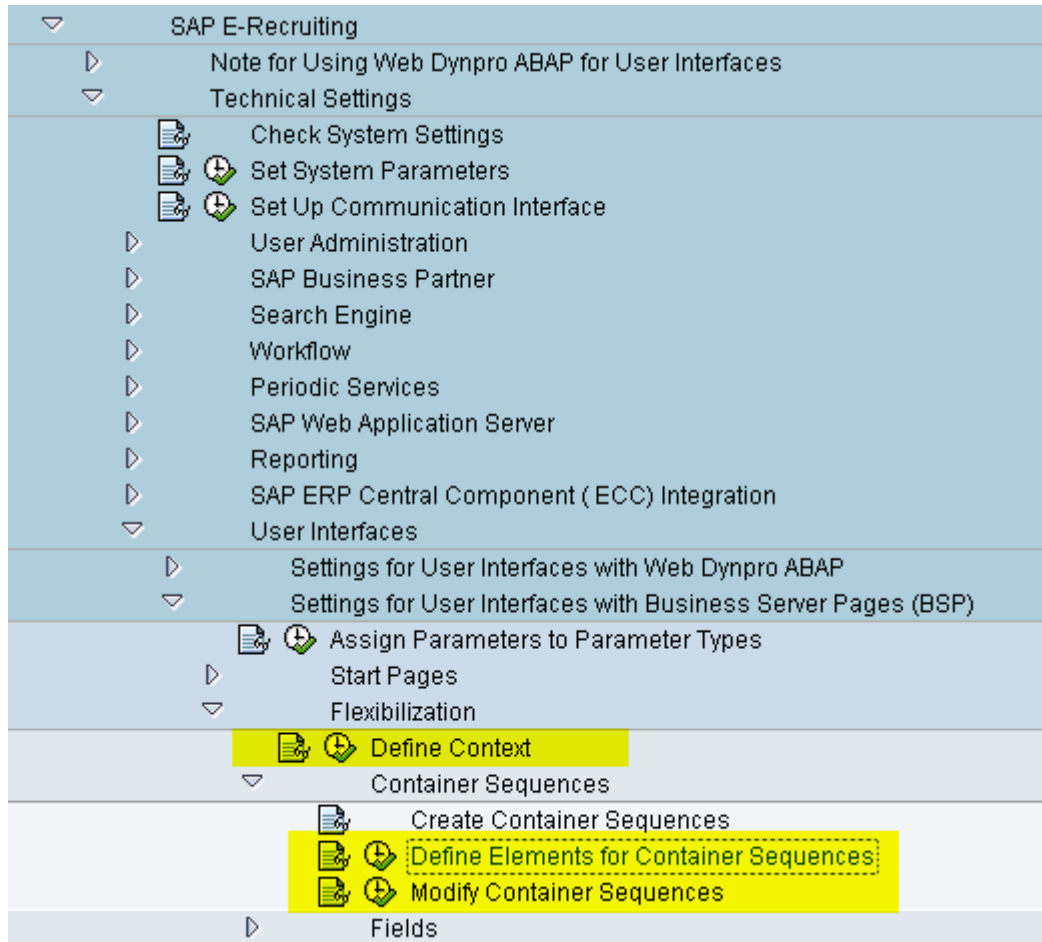 SAP E-Recruiting
Note for Using Web Dynpro ABAP for User Interfaces
Technical Settings
Check System Settings
Set System Parameters
Set Up Communication Interface
User Administration
SAP Business Partner
Search Engine
Workflow
Periodic Services
SAP Web Application Server
Reporting
SAP ERP Central Component ( ECC) Integration
User Interfaces
Settings for User Interfaces with Web Dynpro ABAP
Settings for User Interfaces with Business Server Pages (BSP)
Assign Parameters to Parameter Types
Start Pages
Flexibilization
Define Context
Container Sequences
Create Container Sequences
Define Elements for Container Sequences
Modify Container Sequences
Fields